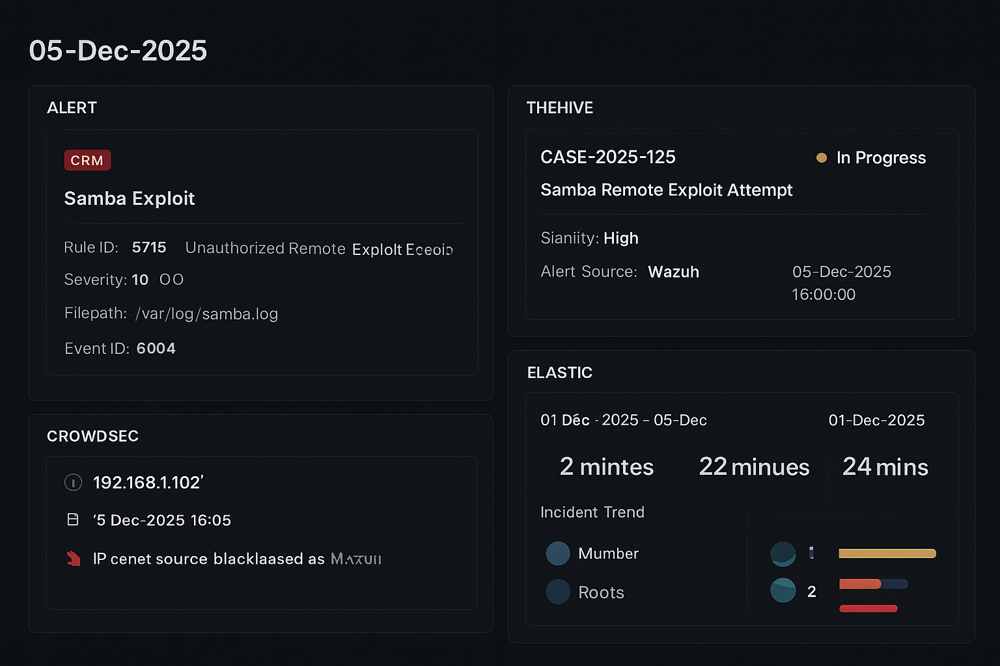 05-Dec-2025
ALERT
CRM
Samba Exploit
Rule ID: 5715 Unauthorized Remote Explolt
Severity: 10 OO
Filepath: /var/log/samba.log
Event ID: 6004
CROWDSEC
192.168.1.102'
'5 Dec-2025 16:05
IP cenet source blacklaased as
THEHIVE
CASE-2025-125 In Progress
Samba Remote Exploit Attempt
Sianiity: High
Alert Source: Wazuh 05-Dec-2025
16:00:00
ELASTIC
01 Déc - 2025 - 05-Dec 01-Dec-2025
2 mintes 22 minues 24 mins
Incident Trend
Mumber
Roots 2